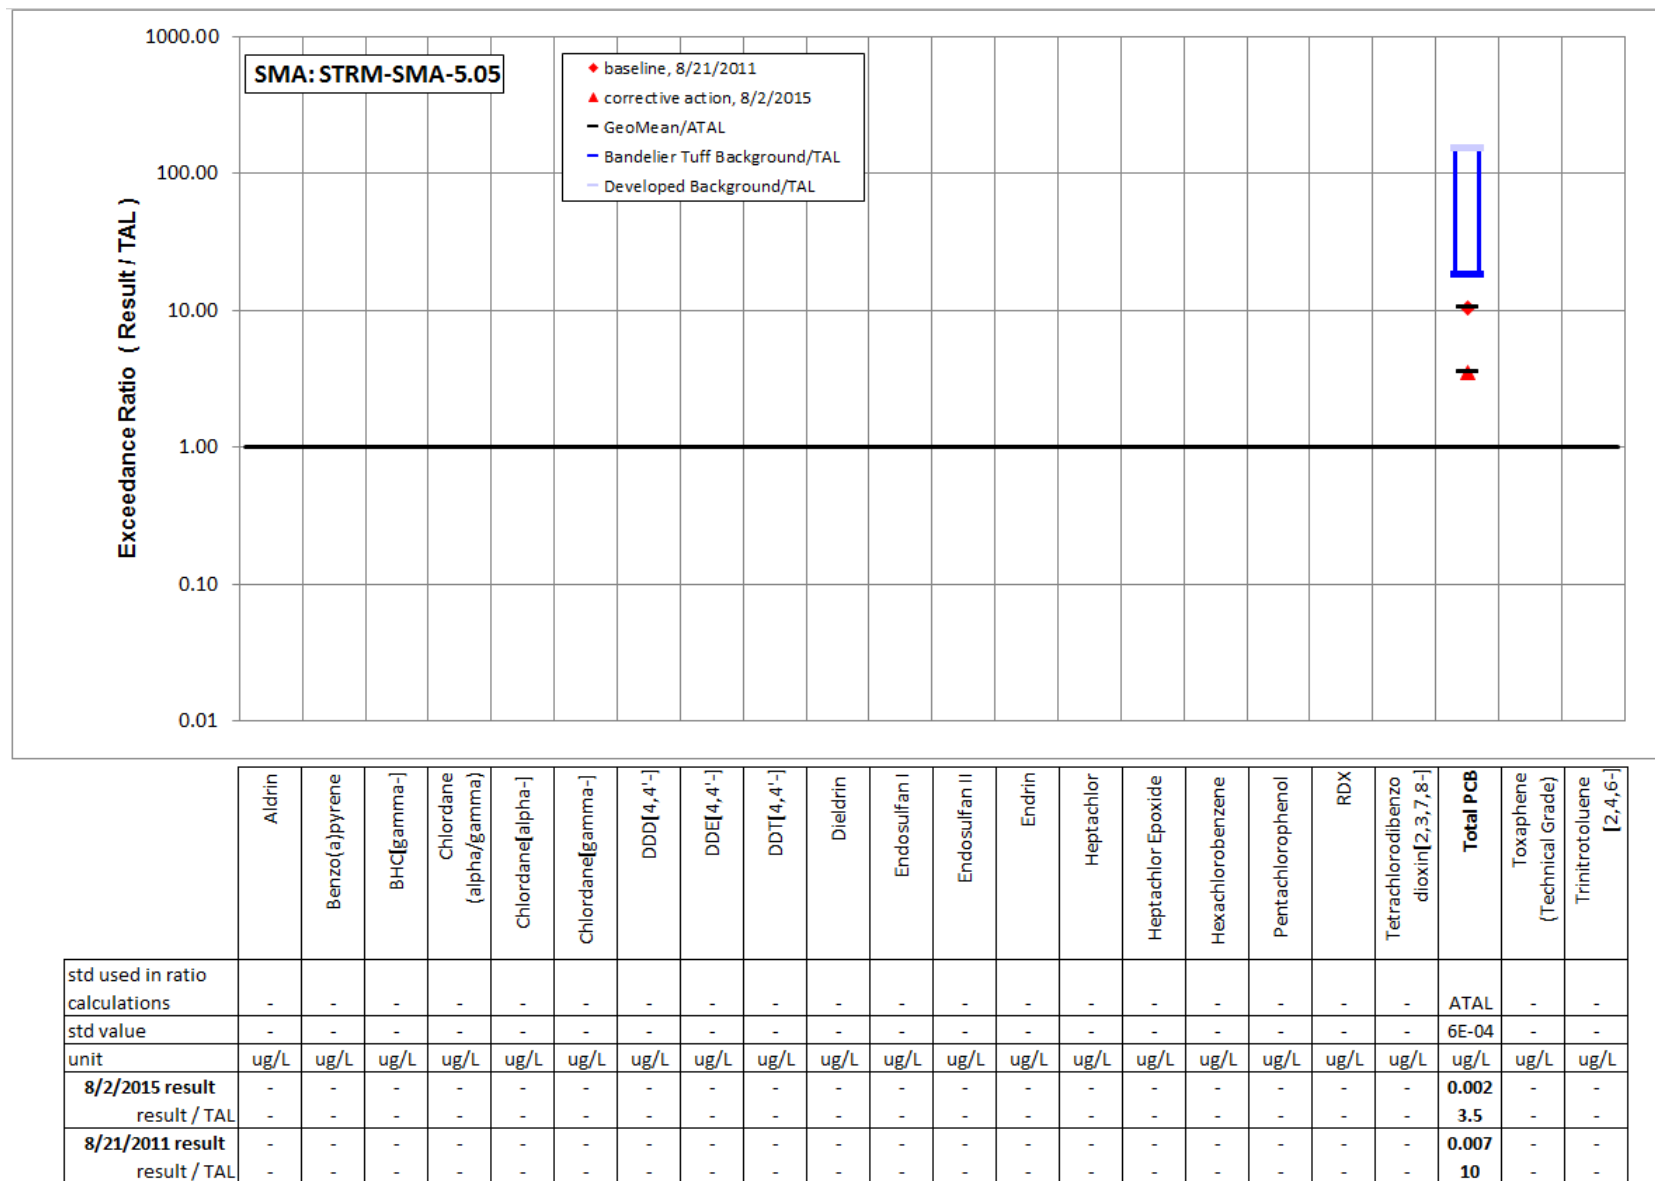 SMA: STRM-SMA-5.05
baseline, 8/21/2011
corrective action, 8/2/2015
GeoMean/ATAL
Bandelier Tuff Background/TAL
Developed Background/TAL
Exceedance Ratio ( Result / TAL )
1000.00
100.00
10.00
1.00
0.10
0.01
Aldrin
Benzo(a)pyrene
BHC[gamma-]
Chlordane
(alpha/gamma)
Chlordane[alpha-]
Chlordane[gamma-]
DDD[4,4'-]
DDE[4,4'-]
DDT[4,4'-]
Dieldrin
Endosulfan I
Endosulfan II
Endrin
Heptachlor
Heptachlor Epoxide
Hexachlorobenzene
Pentachlorophenol
RDX
Tetrachlorodibenzo
dioxin[2,3,7,8-]
Total PCB
Toxaphene
(Technical Grade)
Trinitrotoluene
[2,4,6-]
std used in ratio
calculations - - - - - - - - - - - - - - - - - - - ATAL - -
std value - - - - - - - - - - - - - - - - - - - 6E-04 - -
unit ug/L ug/L ug/L ug/L ug/L ug/L ug/L ug/L ug/L ug/L ug/L ug/L ug/L ug/L ug/L ug/L ug/L ug/L ug/L ug/L ug/L ug/L
8/2/2015 result - - - - - - - - - - - - - - - - - - - 0.002 - -
result / TAL - - - - - - - - - - - - - - - - - - - 3.5 - -
8/21/2011 result - - - - - - - - - - - - - - - - - - - 0.007 - -
result / TAL - - - - - - - - - - - - - - - - - - - 10 - -